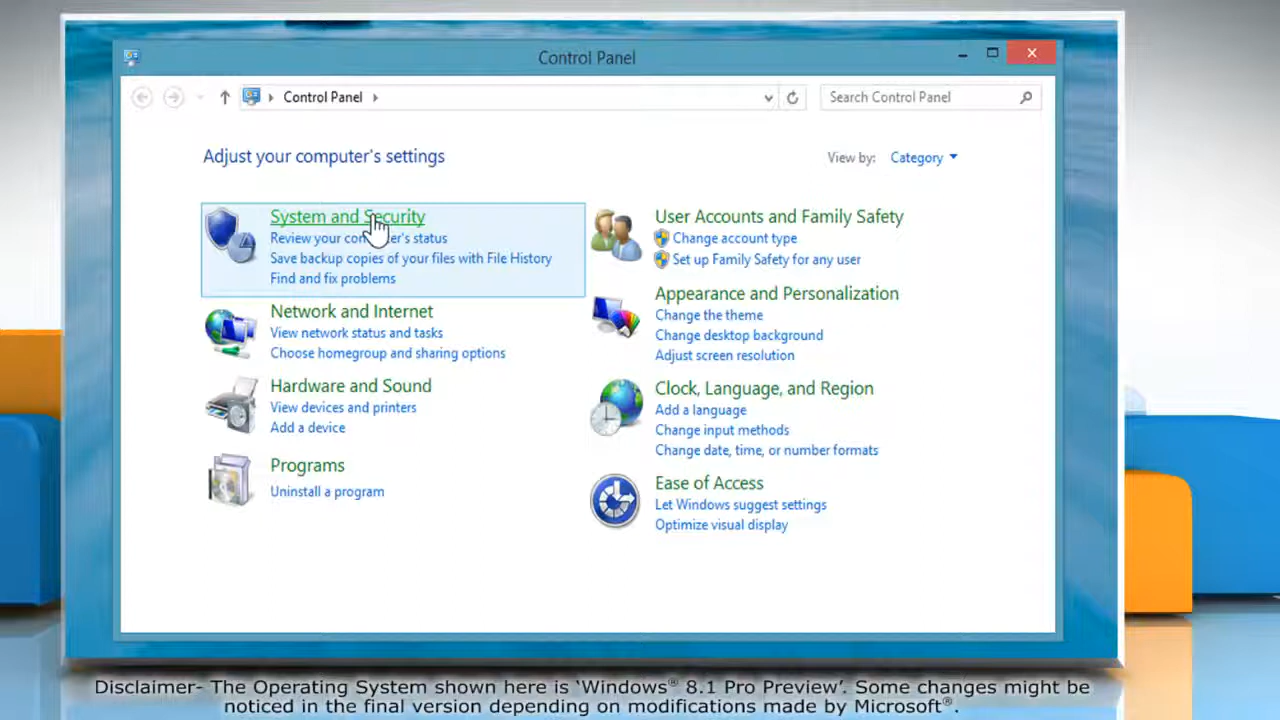 Control Panel
Control Panel
Search Control Panel
Adjust your computer's settings
View by: Category
System and Security
Review your computer's status
Save backup copies of your files with File History
Find and fix problems
Network and Internet
View network status and tasks
Choose homegroup and sharing options
Hardware and Sound
View devices and printers
Add a device
Programs
Uninstall a program
User Accounts and Family Safety
Change account type
Set up Family Safety for any user
Appearance and Personalization
Change the theme
Change desktop background
Adjust screen resolution
Clock, Language, and Region
Add a language
Change input methods
Change date, time, or number formats
Ease of Access
Let Windows suggest settings
Optimize visual display
Disclaimer- The Operating System shown here is ‘Windows® 8.1 Pro Preview’. Some changes might be
noticed in the final version depending on modifications made by Microsoft®.